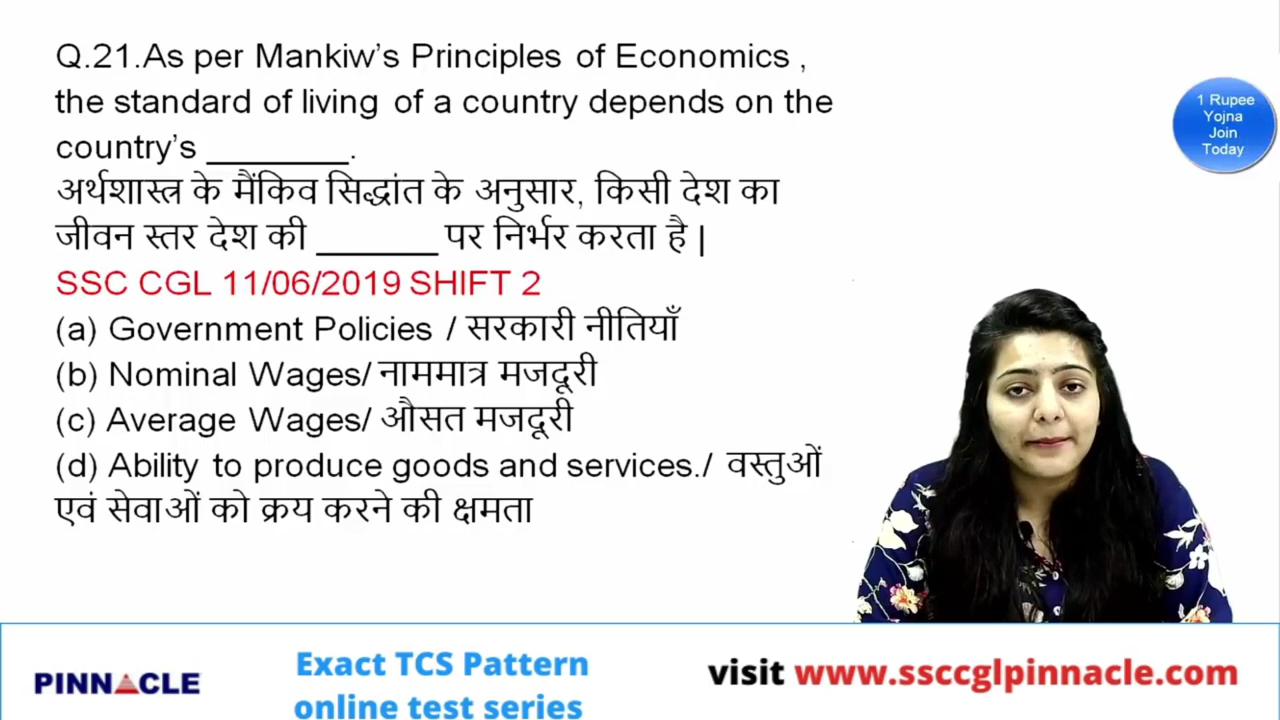 Q.21.As per Mankiw’s Principles of Economics ,
the standard of living of a country depends on the
country’s ________.
अर्थशास्त्र के मैंकिव सिद्धांत के अनुसार, किसी देश का
जीवन स्तर देश की _______ पर निर्भर करता है |
SSC CGL 11/06/2019 SHIFT 2
(a) Government Policies / सरकारी नीतियाँ
(b) Nominal Wages/ नाममात्र मजदूरी
(c) Average Wages/ औसत मजदूरी
(d) Ability to produce goods and services./ वस्तुओं
एवं सेवाओं को क्रय करने की क्षमता
1 Rupee
Yojna
Join
Today
PINNACLE
Exact TCS Pattern
online test series
visit www.ssccglpinnacle.com